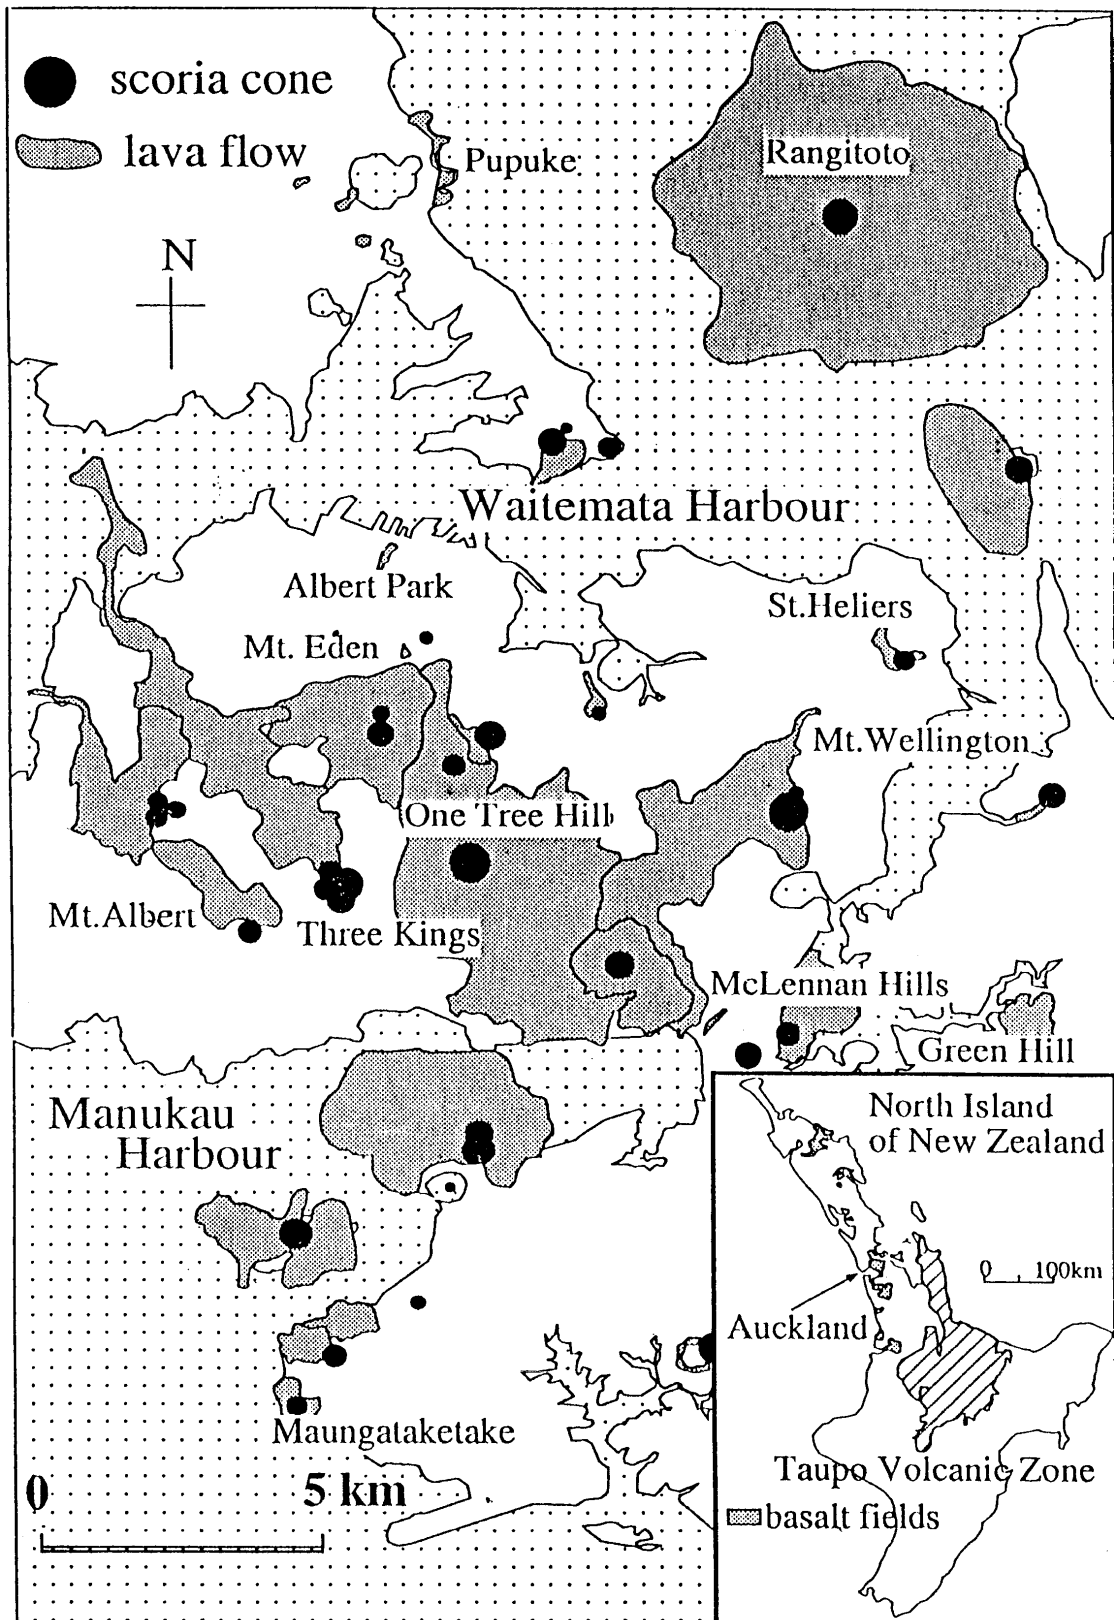 scoria cone
lava flow
N
Pupuke
Rangitoto
Waitemata Harbour
Albert Park
St.Heliers
Mt. Eden
Mt.Wellington
One Tree Hill
Mt.Albert
Three Kings
McLennan Hills
Green Hill
Manukau
Harbour
Maungataketake
0 5 km
North Island
of New Zealand
0 100km
Auckland
Taupo Volcanic Zone
basalt fields